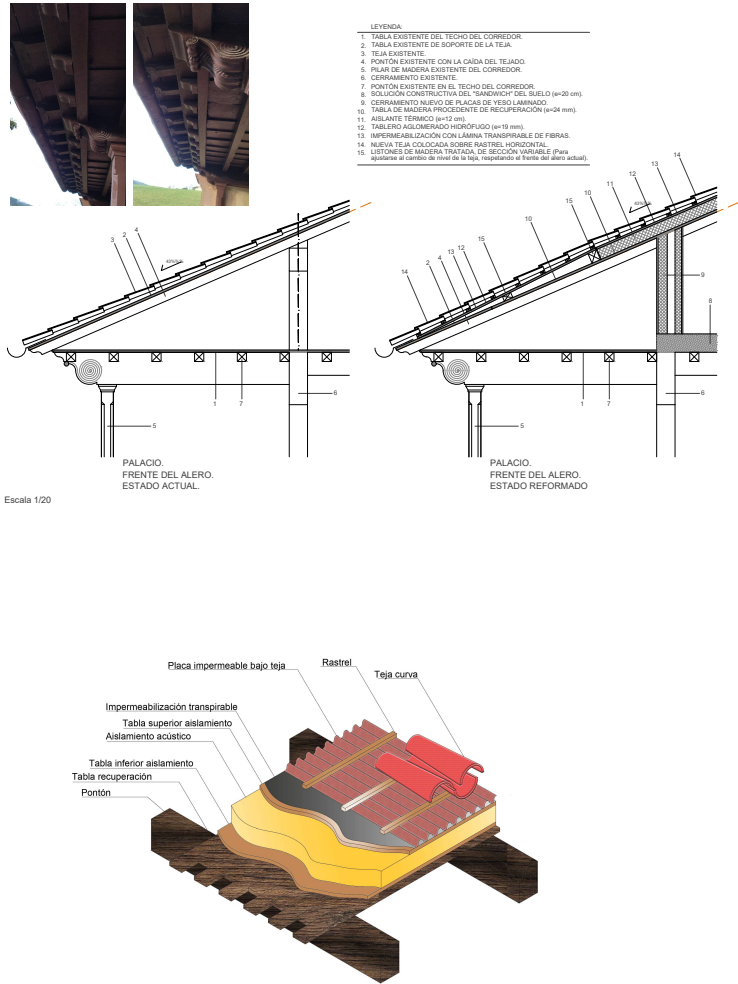 LEYENDA:
1. TABLA EXISTENTE DEL TECHO DEL CORREDOR.
2. TABLA EXISTENTE DE SOPORTE DE LA TEJA.
3. TEJA EXISTENTE.
4. PONTÓN EXISTENTE CON LA CAÍDA DEL TEJADO.
5. PILAR DE MADERA EXISTENTE DEL CORREDOR.
6. CERRAMIENTO EXISTENTE.
7. PONTÓN EXISTENTE EN EL TECHO DEL CORREDOR.
8. SOLUCIÓN CONSTRUCTIVA DEL "SANDWICH" DEL SUELO (e=20 cm).
9. CERRAMIENTO NUEVO DE PLACAS DE YESO LAMINADO.
10. TABLA DE MADERA PROCEDENTE DE RECUPERACIÓN (e=24 mm).
11. AISLANTE TÉRMICO (e=12 cm).
12. TABLERO AGLOMERADO HIDRÓFUGO (e=19 mm).
13. IMPERMEABILIZACIÓN CON LÁMINA TRANSPIRABLE DE FIBRAS.
14. NUEVA TEJA COLOCADA SOBRE RASTREL HORIZONTAL.
15. LISTONES DE MADERA TRATADA, DE SECCIÓN VARIABLE (Para
ajustarse al cambio de nivel de la teja, respetando el frente del alero actual).
3 2 4
1 7
5
6
14 2 4 13 12 15 10 15 10 11 12 13 14
9
8
1 7
5
6
PALACIO.
FRENTE DEL ALERO.
ESTADO ACTUAL.
PALACIO.
FRENTE DEL ALERO.
ESTADO REFORMADO
Escala 1/20
Placa impermeable bajo teja
Rastrel
Teja curva
Impermeabilización transpirable
Tabla superior aislamiento
Aislamiento acústico
Tabla inferior aislamiento
Tabla recuperación
Pontón